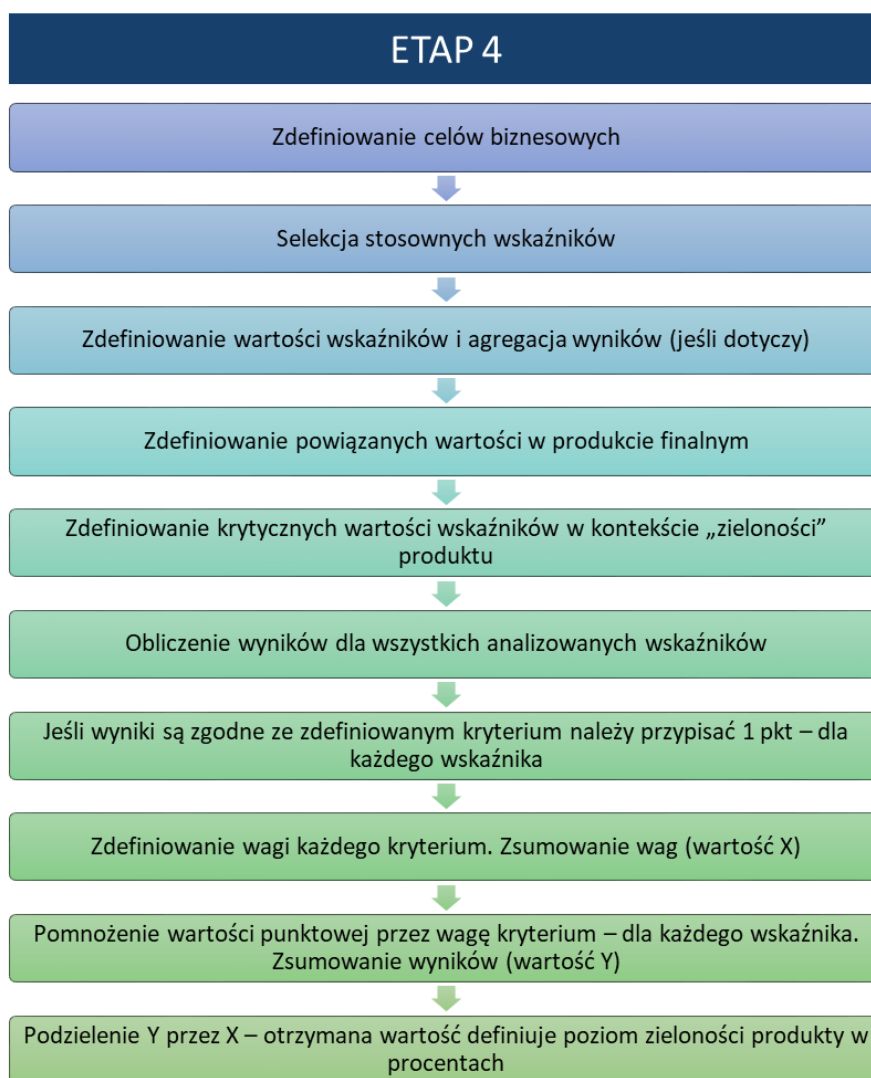 ETAP 4
Zdefiniowanie celów biznesowych
Selekcja stosownych wskaźników
Zdefiniowanie wartości wskaźników i agregacja wyników (jeśli dotyczy)
Zdefiniowanie powiązanych wartości w produkcie finalnym
Zdefiniowanie krytycznych wartości wskaźników w kontekście „zieloności”
produktu
Obliczenie wyników dla wszystkich analizowanych wskaźników
Jeśli wyniki są zgodne ze zdefiniowanym kryterium należy przypisać 1 pkt – dla
każdego wskaźnika
Zdefiniowanie wagi każdego kryterium. Zsumowanie wag (wartość X)
Pomnożenie wartości punktowej przez wagę kryterium – dla każdego wskaźnika.
Zsumowanie wyników (wartość Y)
Podzielenie Y przez X – otrzymana wartość definiuje poziom zieloności produkty w
procentach